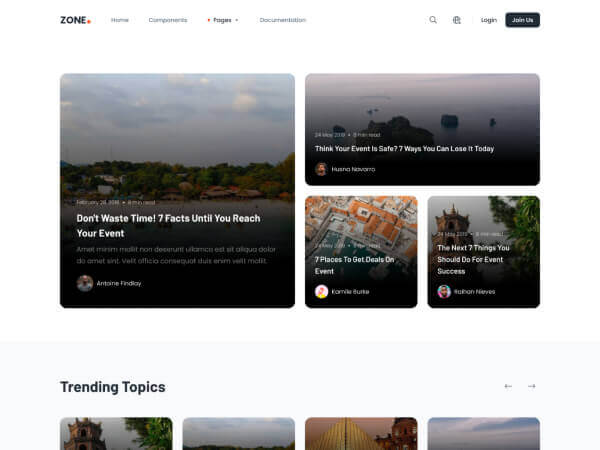 ZONE.
Home
Components
Pages
Documentation
Login
Join Us
February 28, 2018 • 8 min read
Don't Waste Time! 7 Facts Until You Reach
Your Event
Amet minim mollit non deserunt ullamco est sit aliqua dolor
do amet sint. Velit officia consequat duis enim velit mollit.
Antoine Findlay
24 May 2019 • 8 min read
Think Your Event Is Safe? 7 Ways You Can Lose It Today
Husna Navarro
24 May 2019 • 8 min read
7 Places To Get Deals On
Event
Kamile Burke
24 May 2019 • 8 min read
The Next 7 Things You
Should Do For Event
Success
Raihan Nieves
Trending Topics